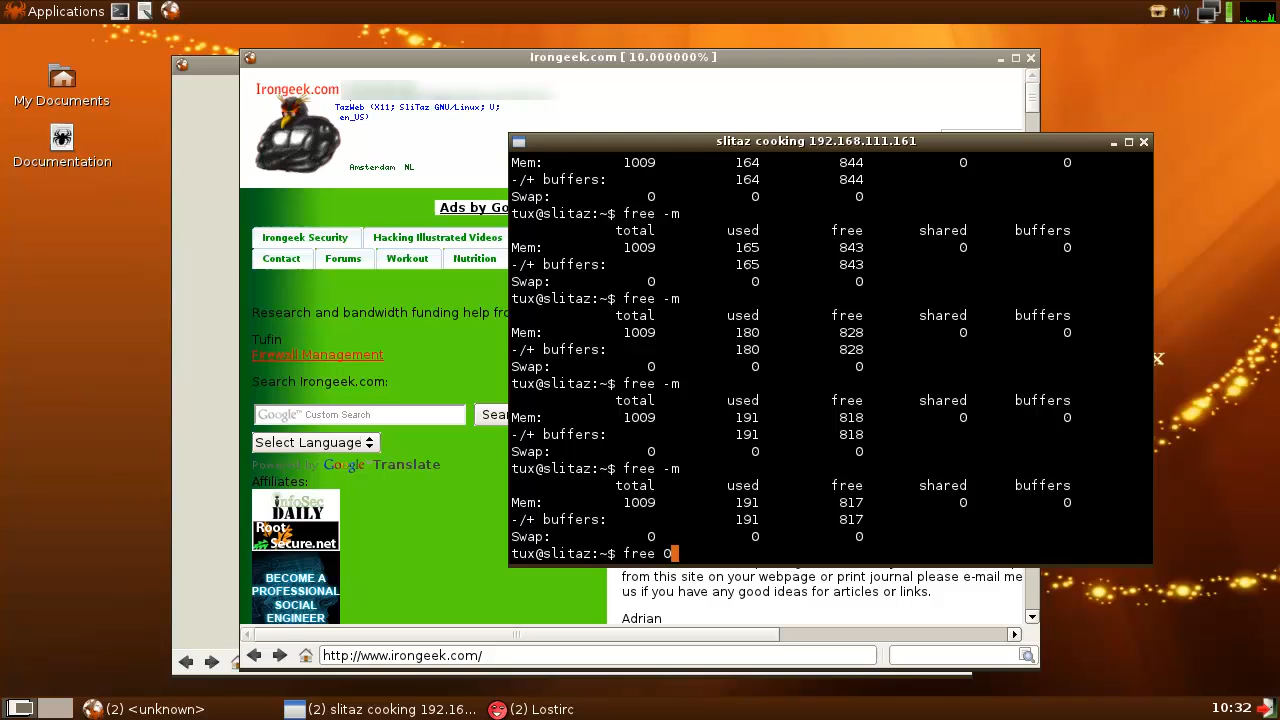 Applications
My Documents
Documentation
Irongeek.com [ 10.000000% ]
Irongeek.com
TazWeb (X11; SliTaz GNU/Linux; U;
en_US)
Amsterdam NL
Ads by Go
Irongeek Security
Hacking Illustrated Videos
Contact
Forums
Workout
Nutrition
Research and bandwidth funding help fro
Tufin
Firewall Management
Search Irongeek.com:
Google™ Custom Search
Sear
Select Language
Powered by Google Translate
Affiliates:
InfoSec
DAILY
Root
Secure.net
BECOME A
PROFESSIONAL
SOCIAL
ENGINEER
slitaz cooking 192.168.111.161
Mem: 1009 164 844 0 0
-/+ buffers: 164 844
Swap: 0 0 0
tux@slitaz:~$ free -m
total used free shared buffers
Mem: 1009 165 843 0 0
-/+ buffers: 165 843
Swap: 0 0 0
tux@slitaz:~$ free -m
total used free shared buffers
Mem: 1009 180 828 0 0
-/+ buffers: 180 828
Swap: 0 0 0
tux@slitaz:~$ free -m
total used free shared buffers
Mem: 1009 191 818 0 0
-/+ buffers: 191 818
Swap: 0 0 0
tux@slitaz:~$ free -m
total used free shared buffers
Mem: 1009 191 817 0 0
-/+ buffers: 191 817
Swap: 0 0 0
tux@slitaz:~$ free 0
x
from this site on your webpage or print journal please e-mail me
us if you have any good ideas for articles or links.
Adrian
http://www.irongeek.com/
(2) <unknown>
(2) slitaz cooking 192.16...
(2) Lostirc
10:32